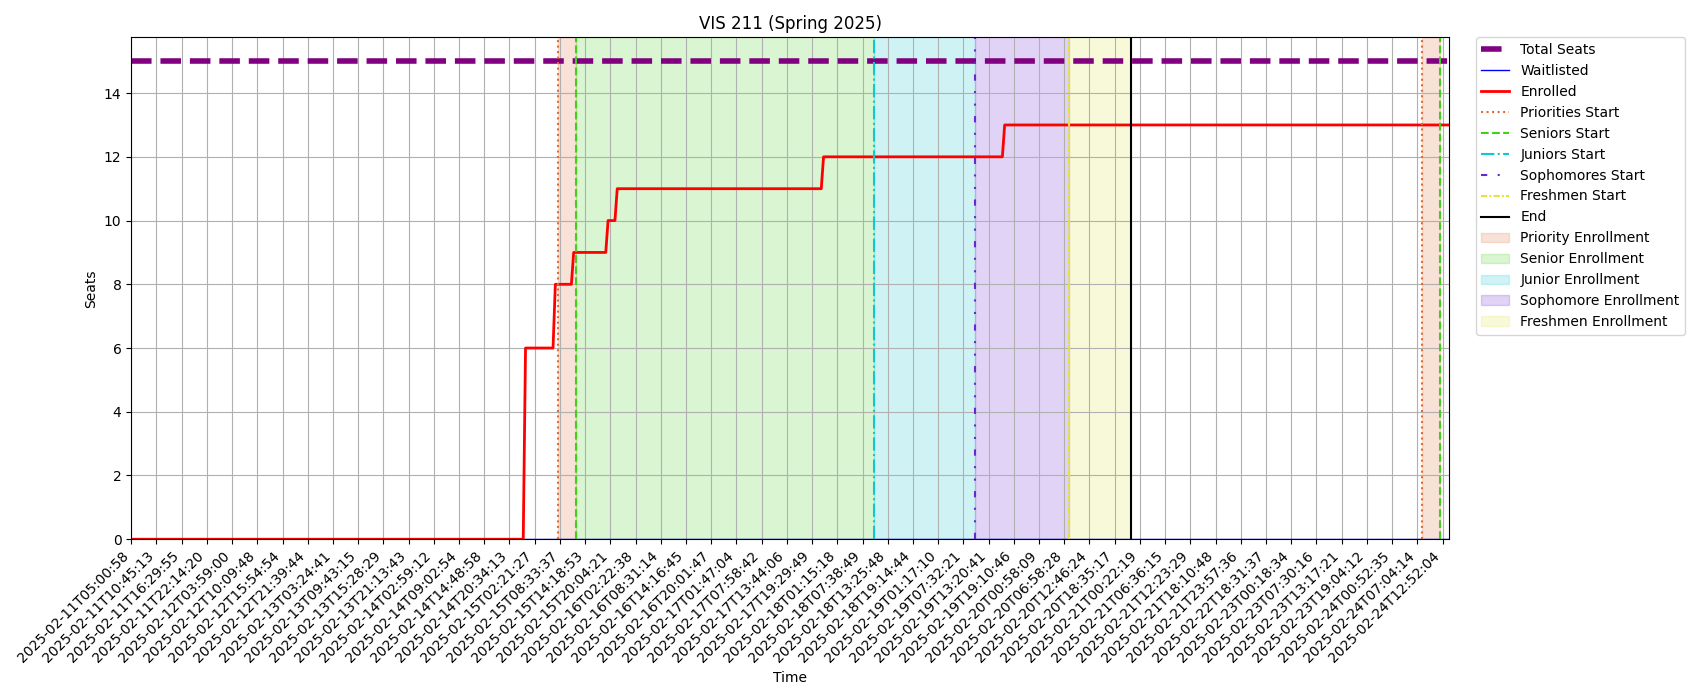 VIS 211 (Spring 2025)
Seats
14
12
10
8
6
4
2
0
Total Seats
Waitlisted
Enrolled
Priorities Start
Seniors Start
Juniors Start
Sophomores Start
Freshmen Start
End
Priority Enrollment
Senior Enrollment
Junior Enrollment
Sophomore Enrollment
Freshmen Enrollment
2025-02-11T05:00:58
2025-02-11T10:45:13
2025-02-11T16:29:55
2025-02-11T22:14:20
2025-02-12T03:59:00
2025-02-12T10:09:48
2025-02-12T15:54:54
2025-02-12T21:39:44
2025-02-13T03:24:41
2025-02-13T09:43:15
2025-02-13T15:28:29
2025-02-13T21:13:43
2025-02-14T02:59:12
2025-02-14T09:02:54
2025-02-14T14:48:58
2025-02-14T20:34:13
2025-02-15T02:21:27
2025-02-15T08:33:37
2025-02-15T14:18:53
2025-02-15T20:04:21
2025-02-16T02:22:38
2025-02-16T08:31:14
2025-02-16T14:16:45
2025-02-16T20:01:47
2025-02-17T01:47:04
2025-02-17T07:58:42
2025-02-17T13:44:06
2025-02-17T19:29:49
2025-02-18T01:15:18
2025-02-18T07:38:49
2025-02-18T13:25:48
2025-02-18T19:14:44
2025-02-19T01:17:10
2025-02-19T07:32:21
2025-02-19T13:20:41
2025-02-19T19:10:46
2025-02-20T00:58:09
2025-02-20T06:58:28
2025-02-20T12:46:24
2025-02-20T18:35:17
2025-02-21T00:22:19
2025-02-21T06:36:15
2025-02-21T12:23:29
2025-02-21T18:10:48
2025-02-21T23:57:36
2025-02-22T18:31:37
2025-02-23T00:18:34
2025-02-23T07:30:16
2025-02-23T13:17:21
2025-02-23T19:04:12
2025-02-24T00:52:35
2025-02-24T07:04:14
2025-02-24T12:52:04
Time